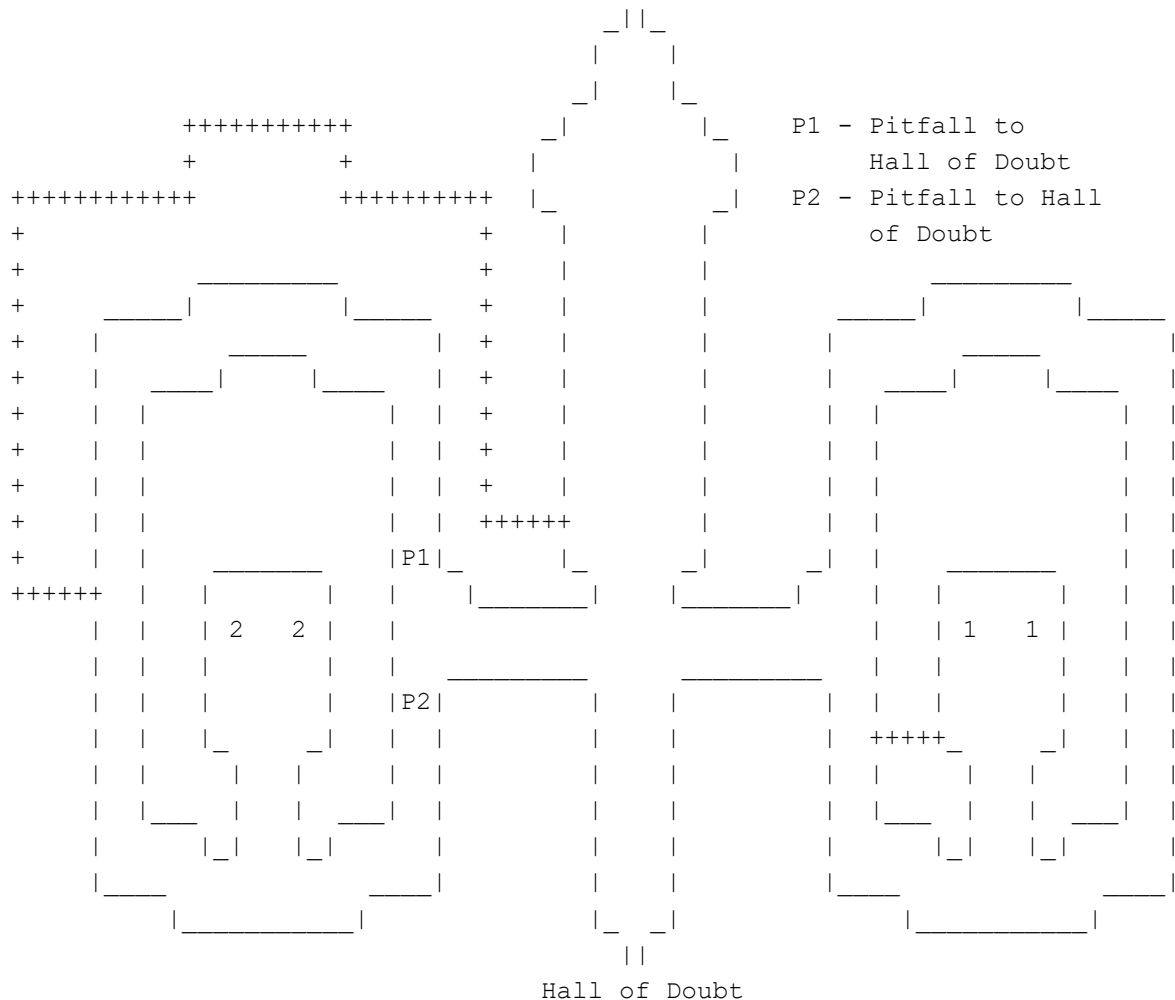 P1 - Pitfall to
Hall of Doubt
P2 - Pitfall to Hall
of Doubt
P1
2 2 1 1
P2
Hall of Doubt